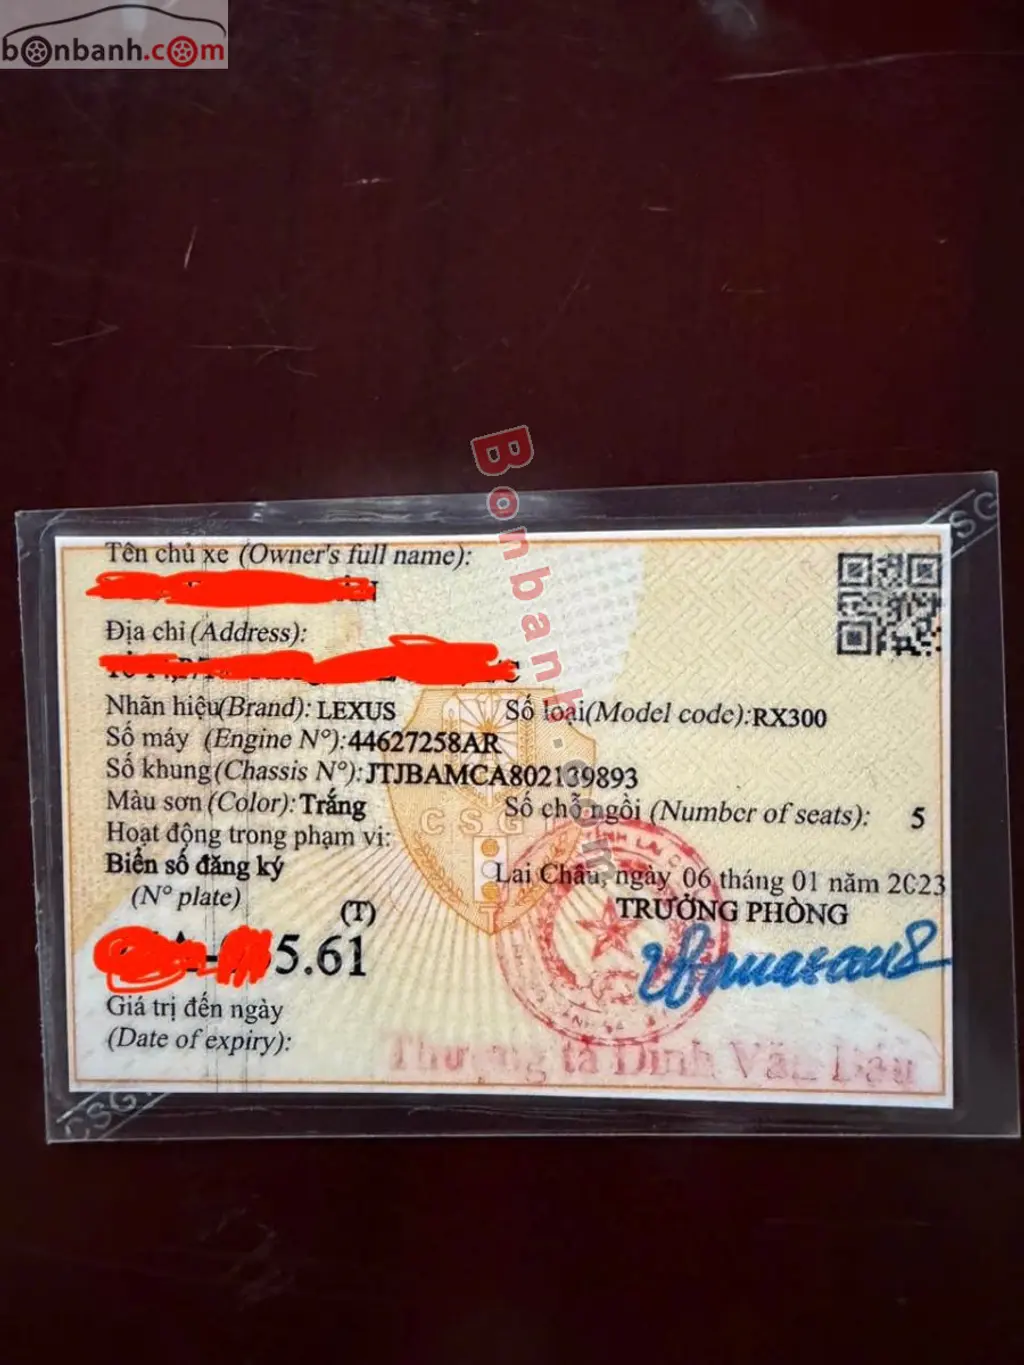 bonbanh.com
Bonbanh.com
CSG
Tên chủ xe (Owner's full name):
Địa chỉ (Address):
Nhãn hiệu(Brand): LEXUS Số loại(Model code):RX300
Số máy (Engine N°):44627258AR
Số khung(Chassis N°):JTJBAMCA802139893
Màu sơn (Color): Trắng Số chỗ ngồi (Number of seats): 5
Hoạt động trong phạm vi:
CSGT
Biển số đăng ký
Lai Châu, ngày 06 tháng 01 năm 2023
(N° plate)
TRƯỞNG PHÒNG
(T)
5.61
Giá trị đến ngày
(Date of expiry):
Thượng tá Đinh Văn Dậu
CSGT